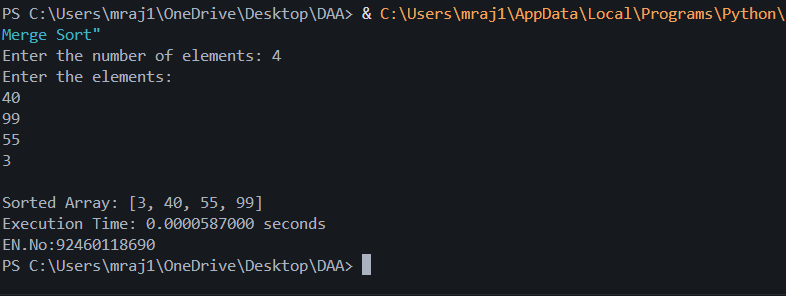 PS C:\Users\mraj1\OneDrive\Desktop\DAA> & C:\Users\mraj1\AppData\Local\Programs\Python\
Merge Sort"
Enter the number of elements: 4
Enter the elements:
40
99
55
3
Sorted Array: [3, 40, 55, 99]
Execution Time: 0.0000587000 seconds
EN.No:92460118690
PS C:\Users\mraj1\OneDrive\Desktop\DAA>